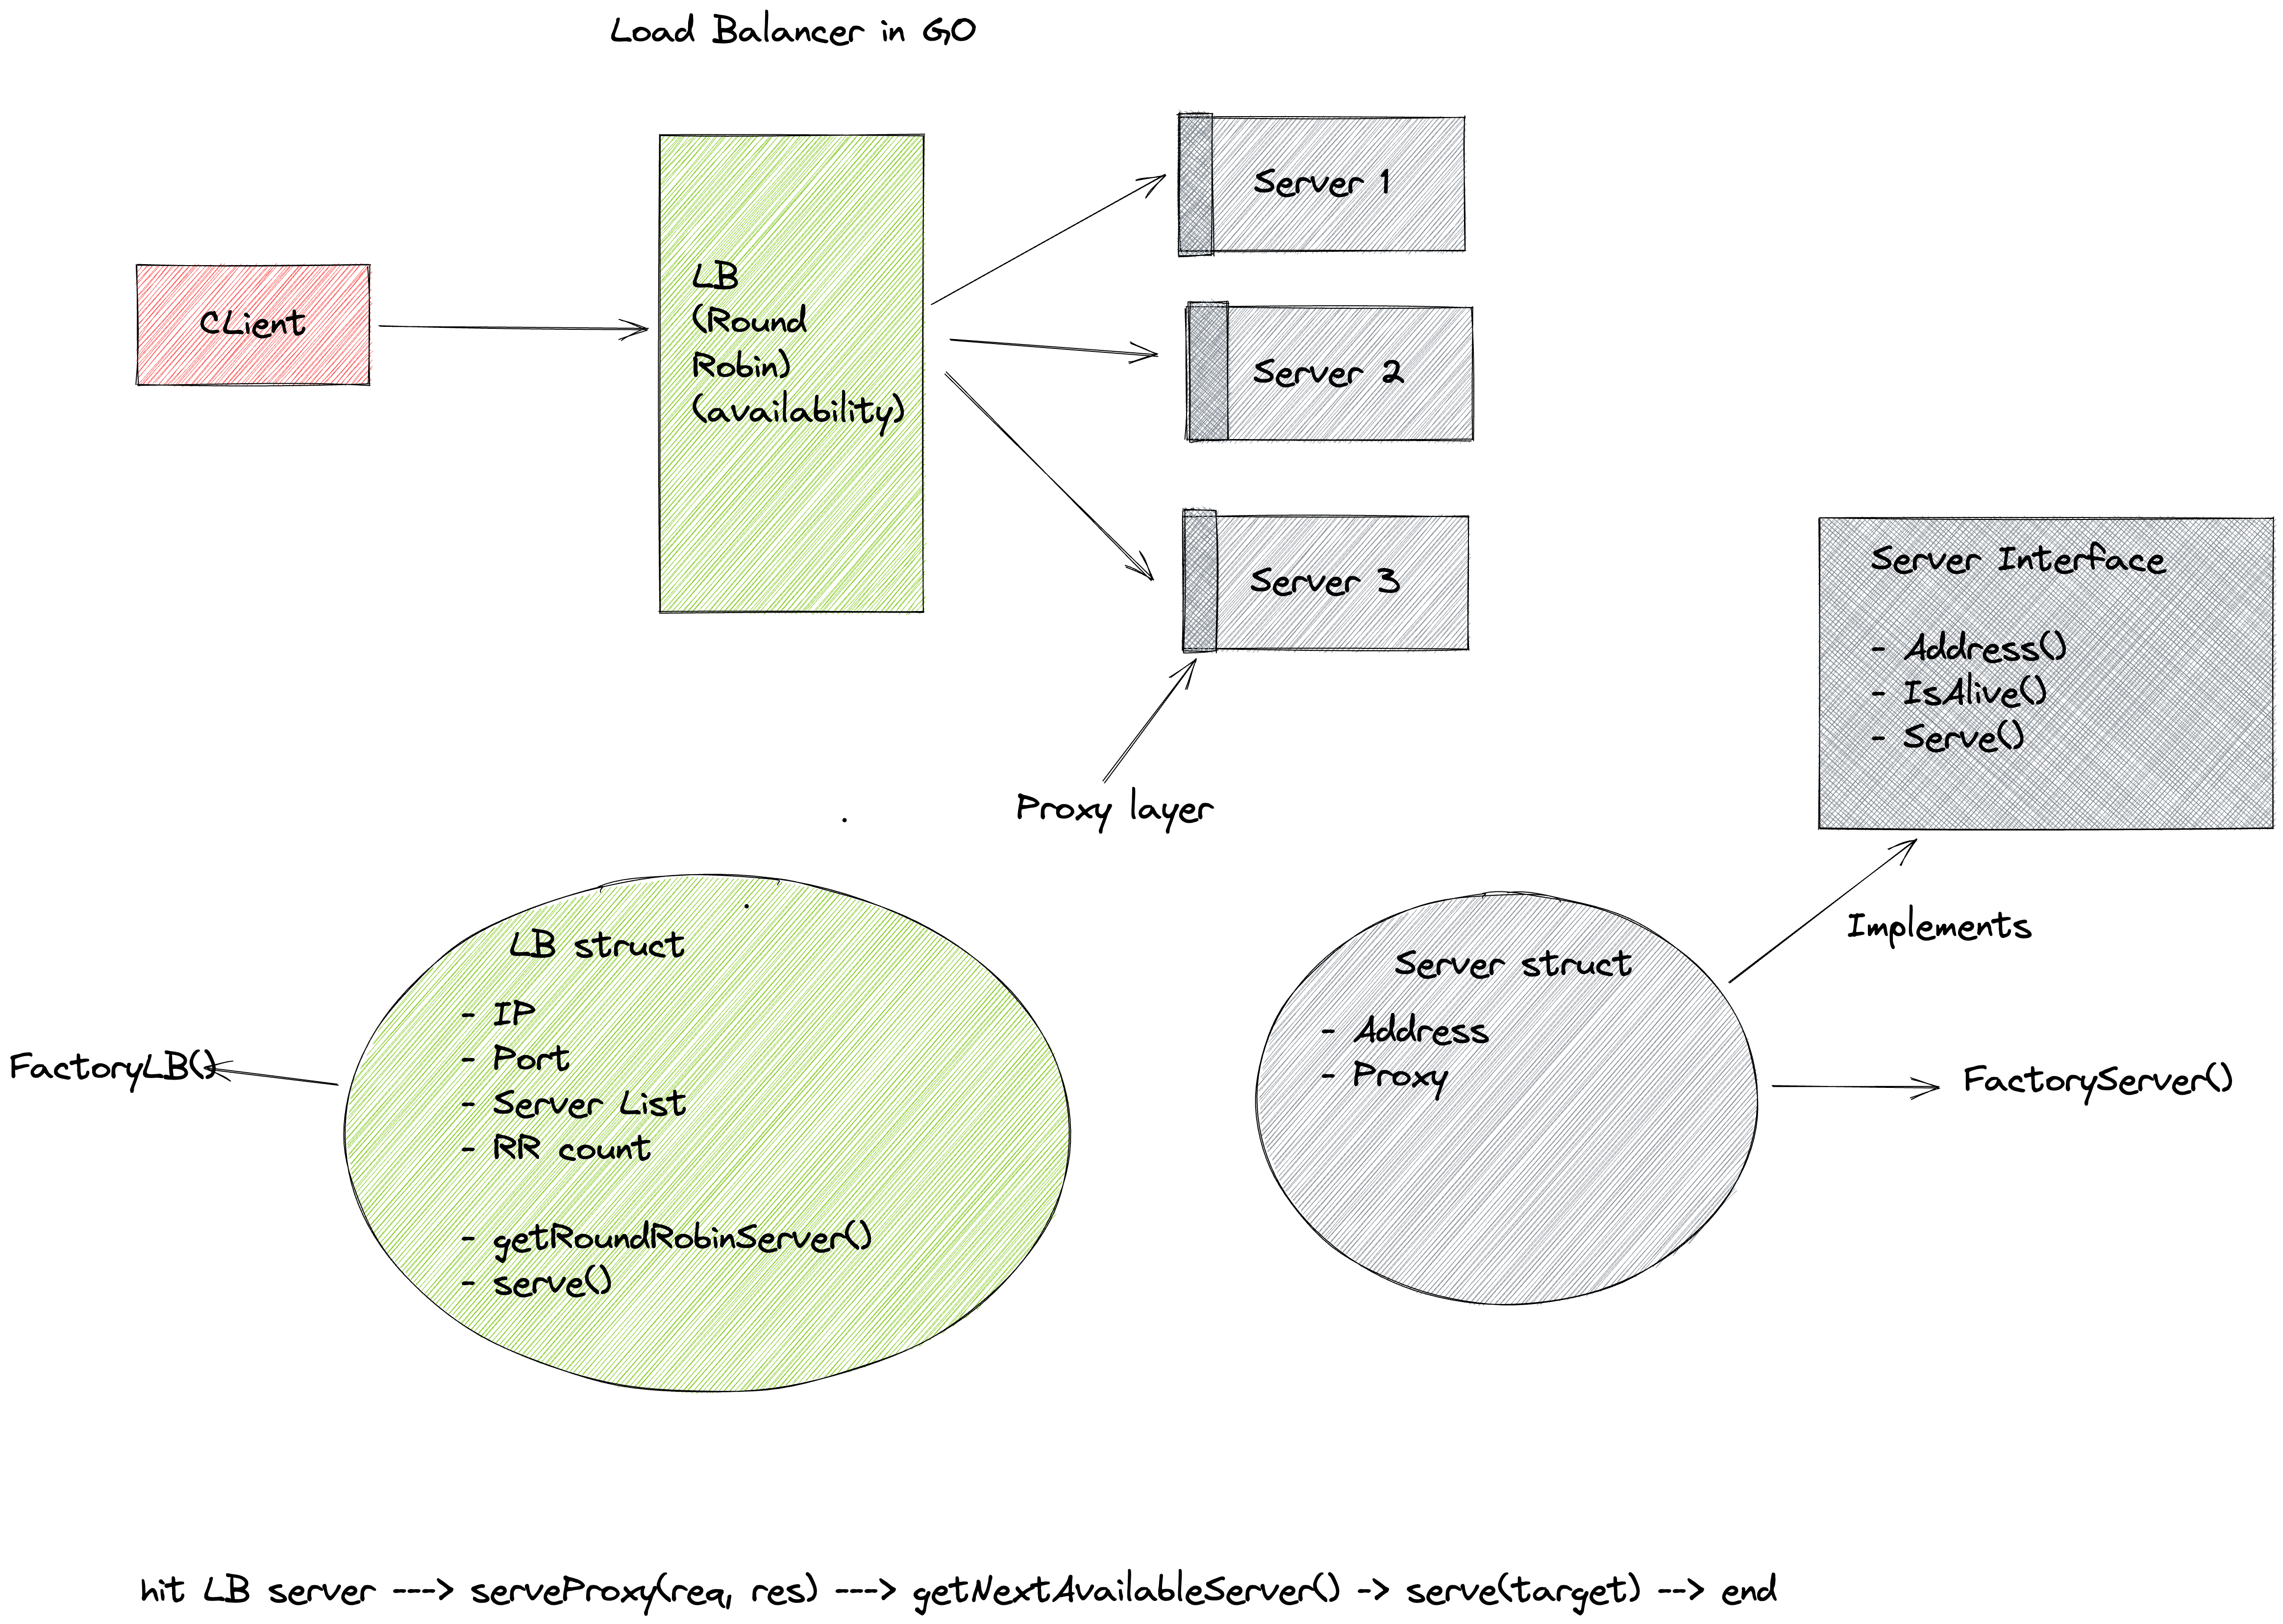 Load Balancer in GO
CLient
LB
(Round
Robin)
(availability)
Server 1
Server 2
Server 3
Proxy layer
Server Interface
- Address()
- IsAlive()
- Serve()
Implements
LB struct
- IP
- Port
- Server List
- RR count
- getRoundRobinServer()
- serve()
FactoryLB()
Server struct
- Address
- Proxy
FactoryServer()
hit LB server ----> serveProxy(req, res) ----> getNextAvailableServer() -> serve(target) --> end